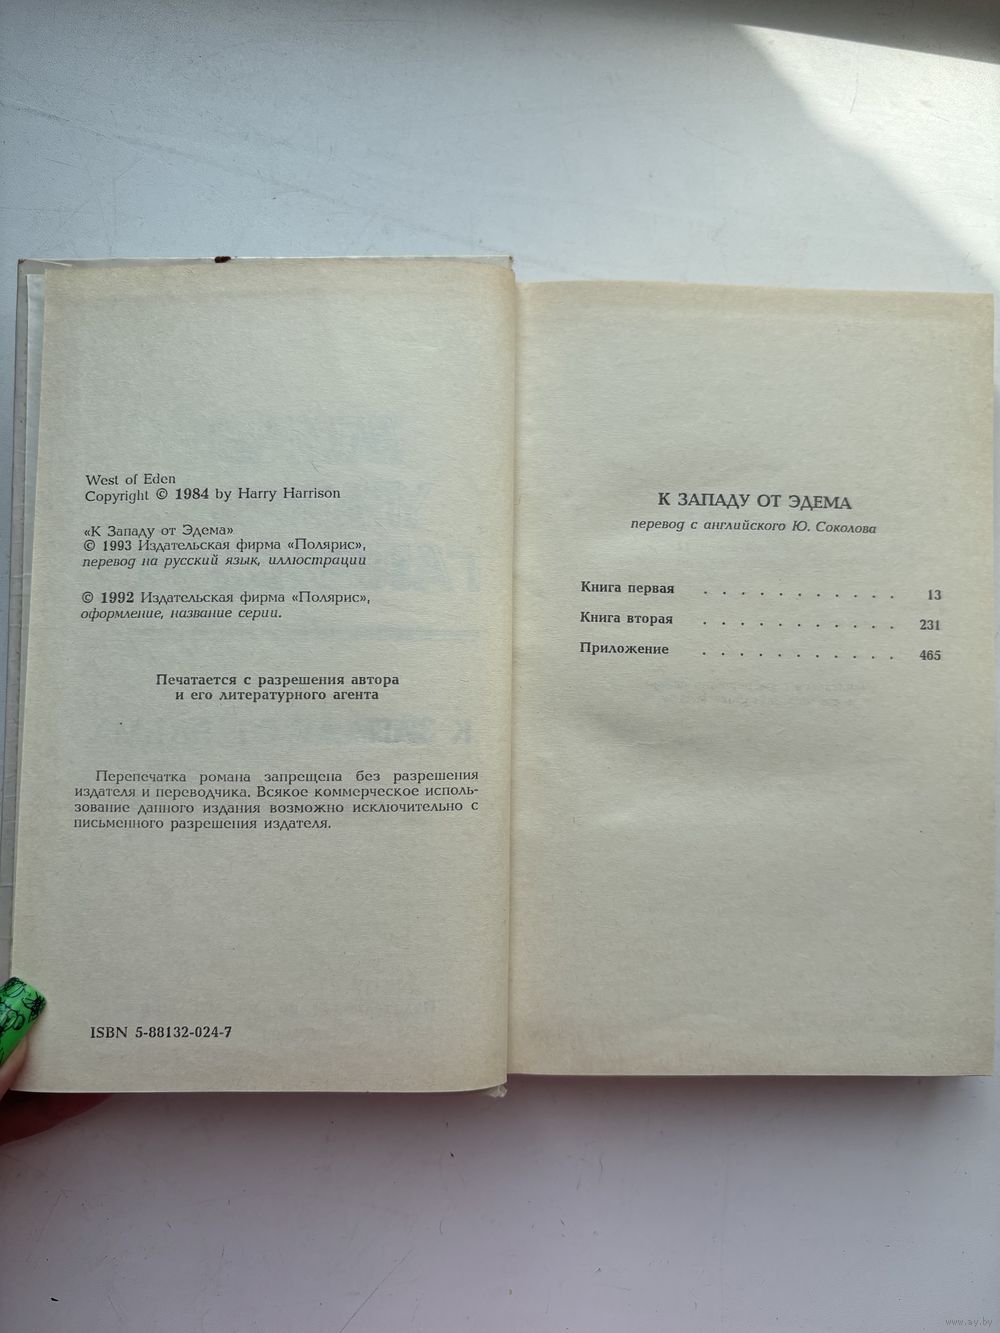 West of Eden
Copyright © 1984 by Harry Harrison
«К Западу от Эдема»
© 1993 Издательская фирма «Полярис»,
перевод на русский язык, иллюстрации
© 1992 Издательская фирма «Полярис»,
оформление, название серии.
Печатается с разрешения автора
и его литературного агента
Перепечатка романа запрещена без разрешения
издателя и переводчика. Всякое коммерческое исполь-
зование данного издания возможно исключительно с
письменного разрешения издателя.
ISBN 5-88132-024-7
К ЗАПАДУ ОТ ЭДЕМА
перевод с английского Ю. Соколова
Книга первая . . . . . . . . . . . 13
Книга вторая . . . . . . . . . . . 231
Приложение . . . . . . . . . . . 465
www.ay.by